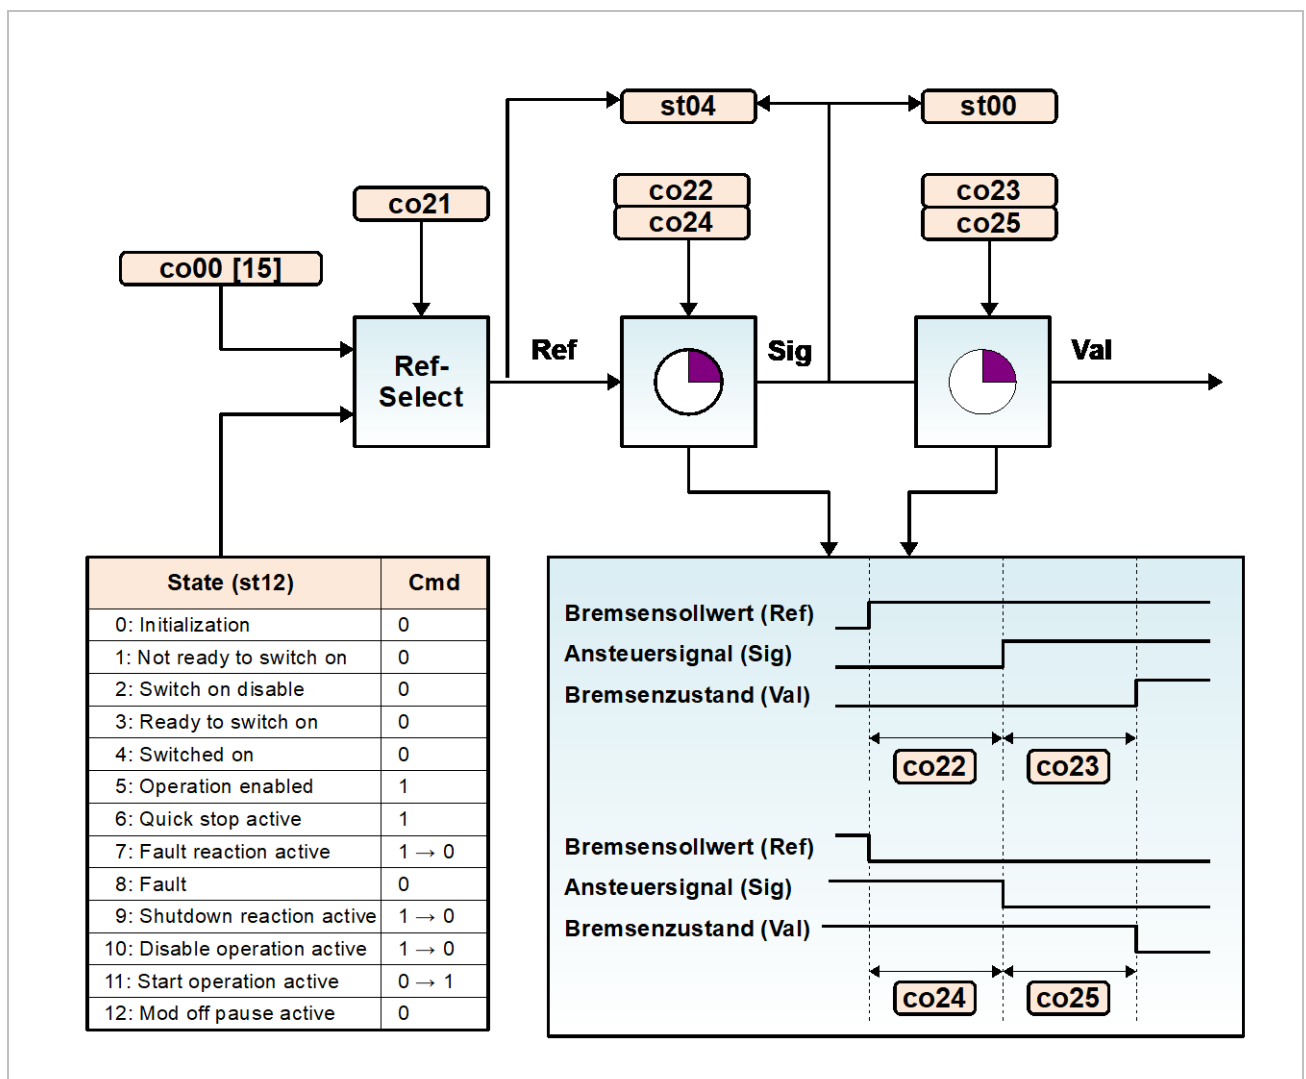 st04
st00
co22
co24
co23
co25
co21
co00 [15]
Ref-
Select
Ref
Sig
Val
State (st12) Cmd
0: Initialization 0
1: Not ready to switch on 0
2: Switch on disable 0
3: Ready to switch on 0
4: Switched on 0
5: Operation enabled 1
6: Quick stop active 1
7: Fault reaction active 1 → 0
8: Fault 0
9: Shutdown reaction active 1 → 0
10: Disable operation active 1 → 0
11: Start operation active 0 → 1
12: Mod off pause active 0
Bremsensollwert (Ref)
Ansteuersignal (Sig)
Bremsenzustand (Val)
co22 co23
Bremsensollwert (Ref)
Ansteuersignal (Sig)
Bremsenzustand (Val)
co24 co25